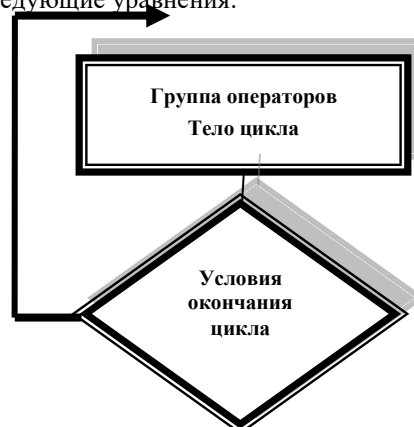 едующие уравнения.
Группа операторов
Тело цикла
Условия
окончания
цикла